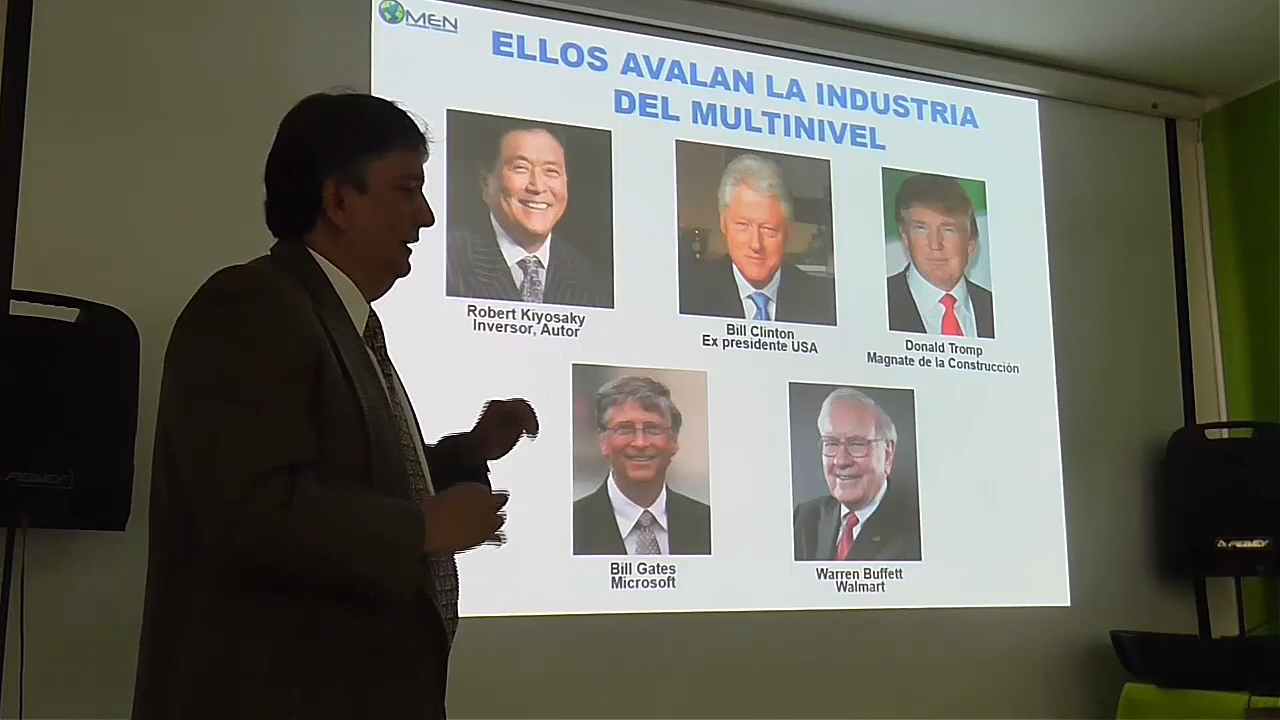 OMEN
ELLOS AVALAN LA INDUSTRIA
DEL MULTINIVEL
Robert Kiyosaky
Inversor, Autor
Bill Clinton
Ex presidente USA
Donald Tromp
Magnate de la Construcción
Bill Gates
Microsoft
Warren Buffett
Walmart